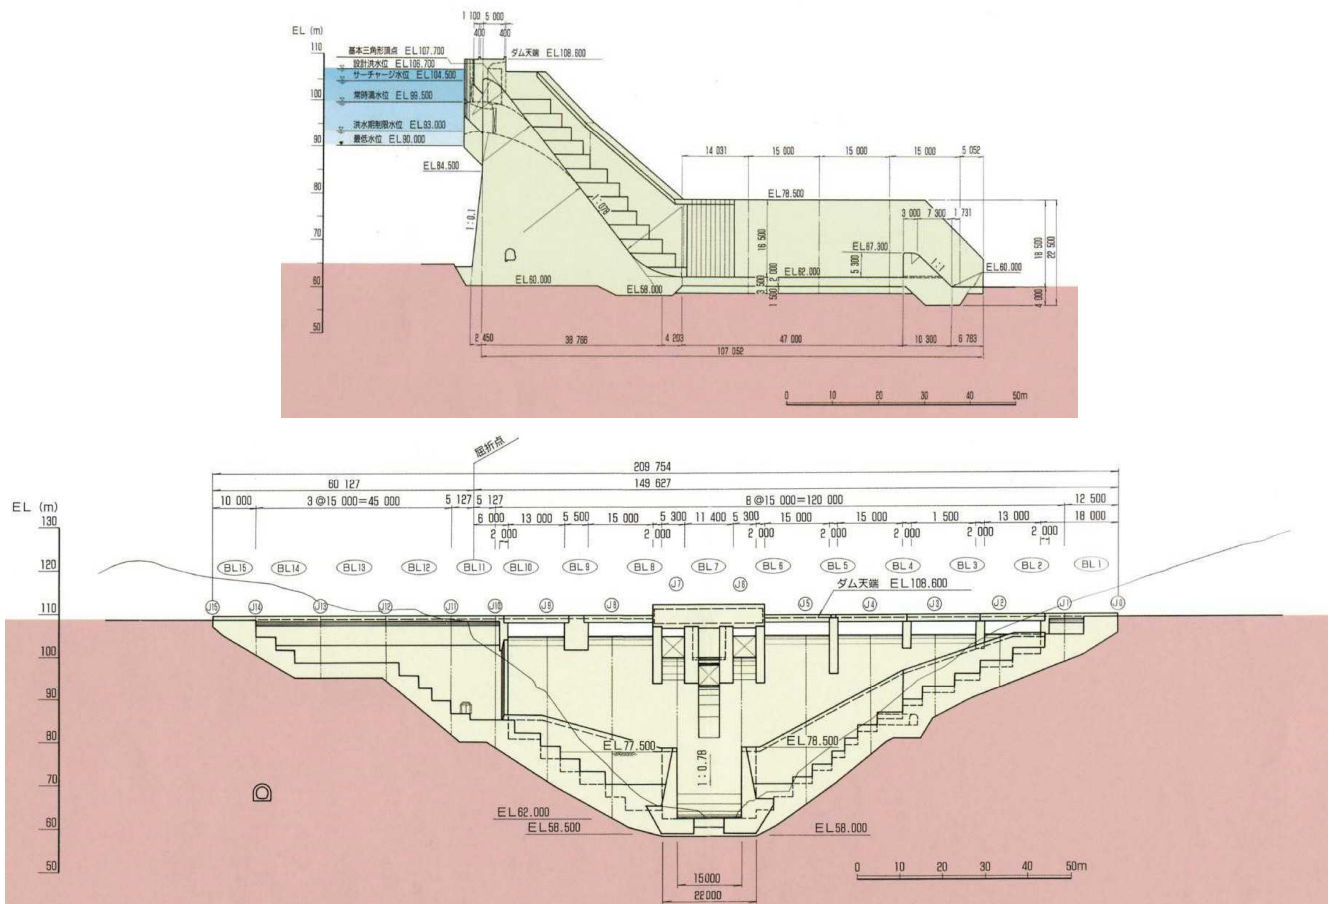 1 100 5 000
400 400
EL (m)
110
100
90
80
70
60
50
基本三角形頂点 EL107.700
設計洪水位 EL106.700
サーチャージ水位 EL104.500
常時満水位 EL99.500
洪水期制限水位 EL93.000
最低水位 EL90.000
ダム天端 EL108.600
EL84.500
1:0.1
1:0.78
14 031 15 000 15 000 15 000 5 052
EL78.500
3 000 7 300 1 731
16 500
EL67.300
5 300
1:1
EL62.000
EL60.000
18 500
22 500
4 000
EL60.000
EL58.000
3 500
2 000
1 500
2 450 38 766 4 203 47 000 10 300 6 783
107 052
0 10 20 30 40 50m
屈折点
209 754
60 127 149 627
10 000 3@15 000=45 000 5 127 5 127 8@15 000=120 000 12 500
6 000 13 000 5 500 15 000 5 300 11 400 5 300 15 000 15 000 1 500 13 000 18 000
2 000 2 000 2 000 2 000 2 000 2 000 2 000
EL (m)
130
120
110
100
90
80
70
60
50
BL15 BL14 BL13 BL12 BL11 BL10 BL9 BL8 BL7 BL6 BL5 BL4 BL3 BL2 BL1
J7 J6
ダム天端 EL108.600
J15 J14 J13 J12 J11 J10 J9 J8 J5 J4 J3 J2 J1 J0
EL77.500
EL78.500
1:0.78
EL62.000
EL58.500
EL58.000
15000
22000
0 10 20 30 40 50m